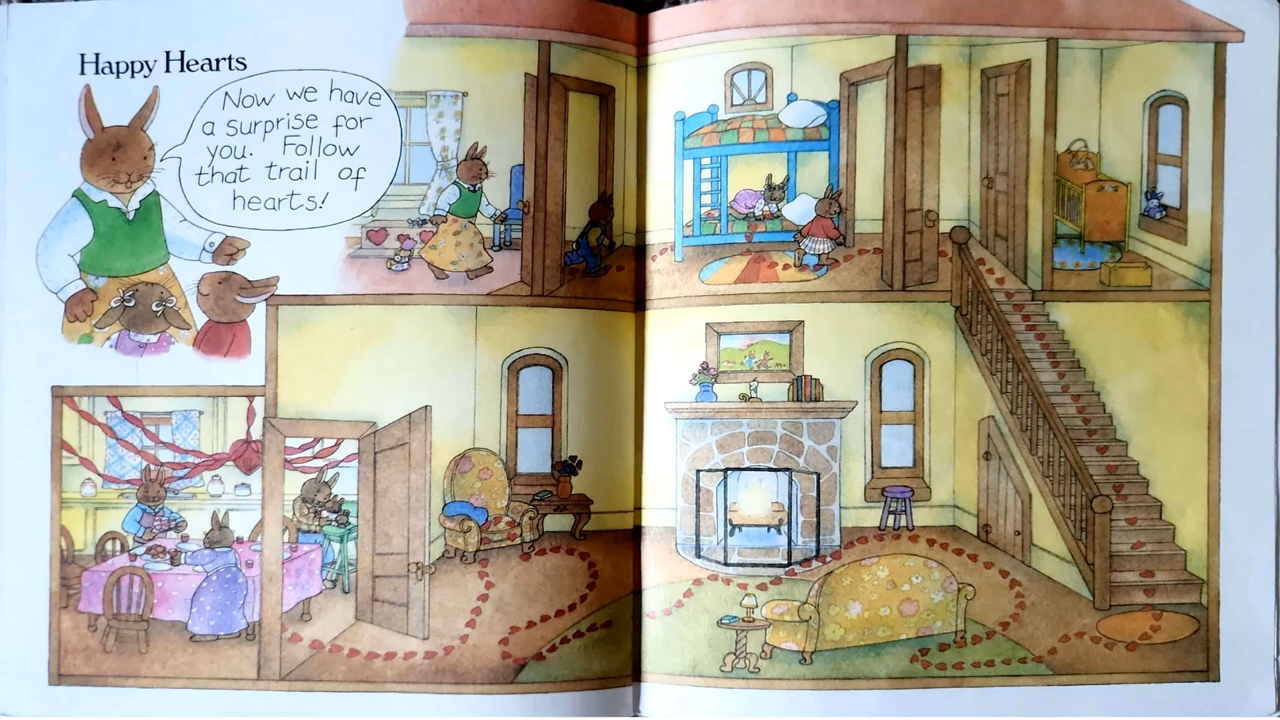 Happy Hearts
Now we have
a surprise for
you. Follow
that trail of
hearts!